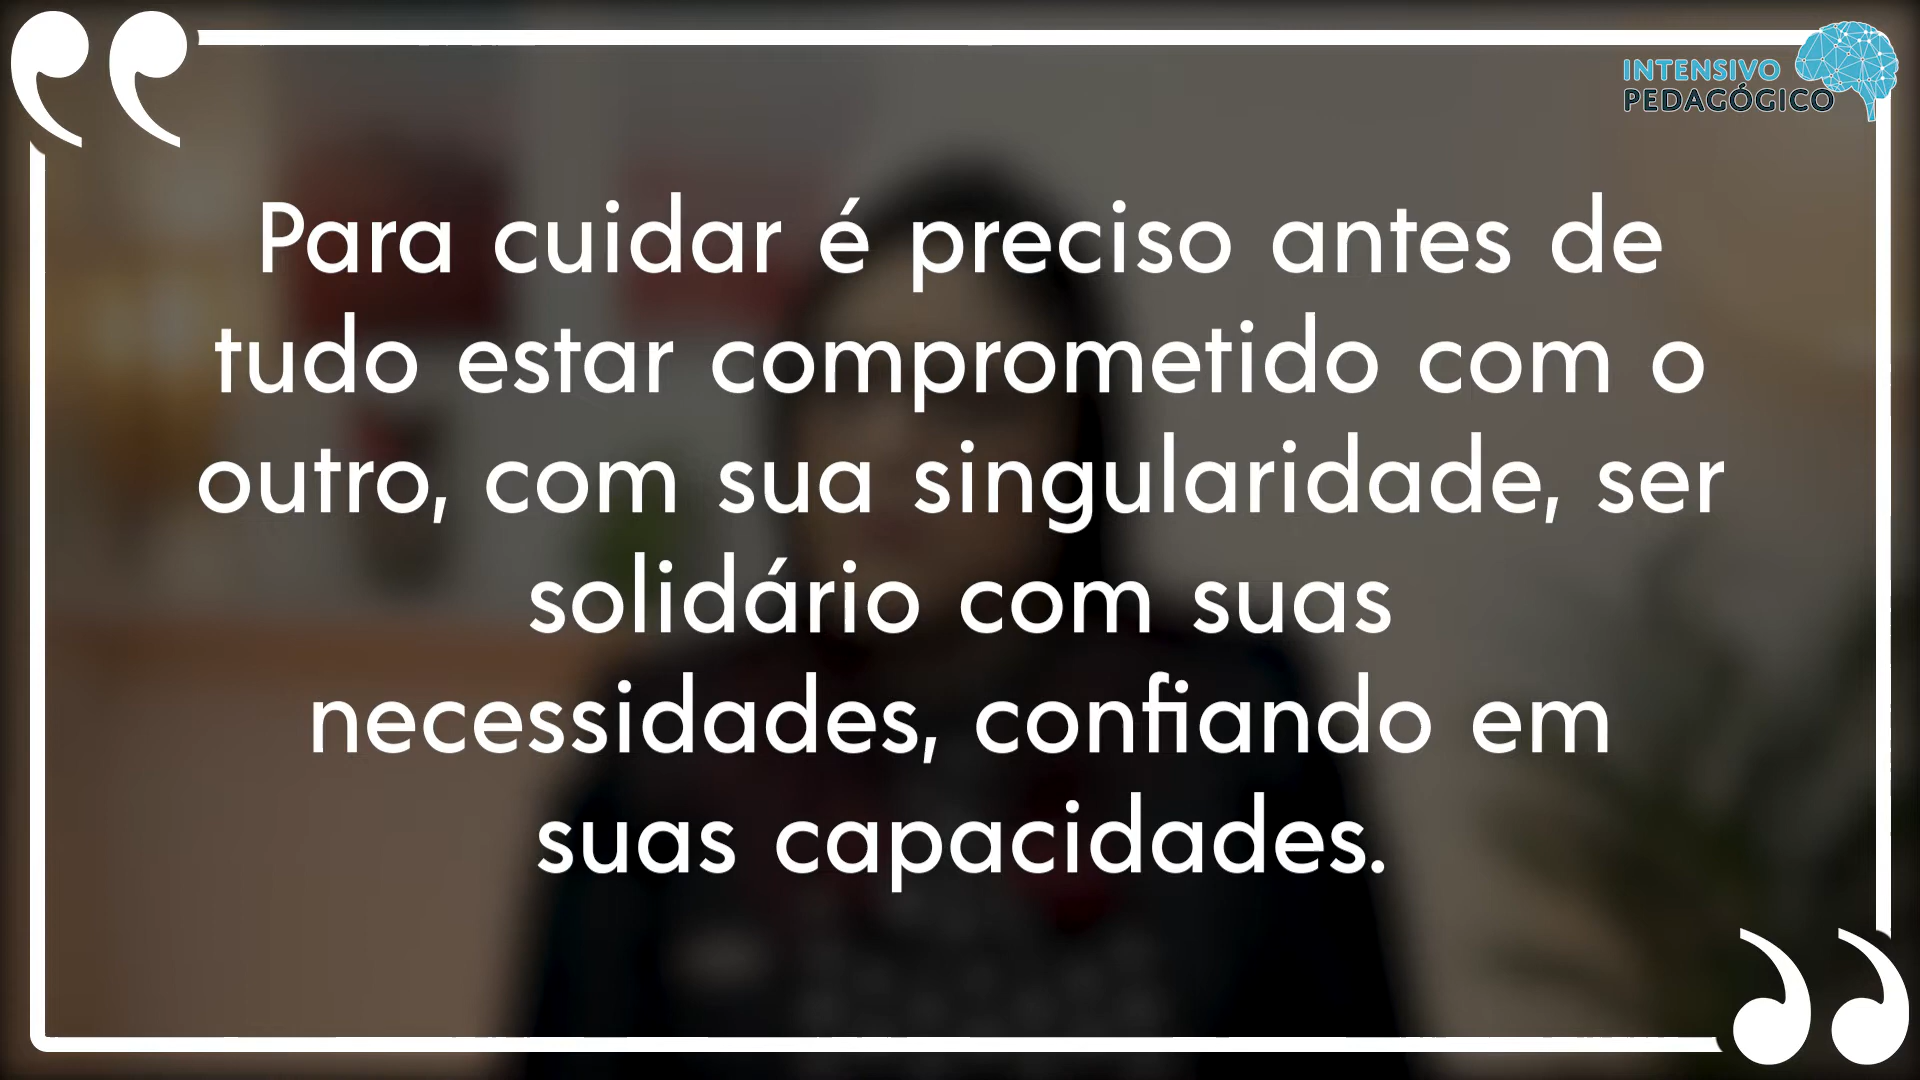 INTENSIVO
PEDAGÓGICO
Para cuidar é preciso antes de
tudo estar comprometido com o
outro, com sua singularidade, ser
solidário com suas
necessidades, confiando em
suas capacidades.